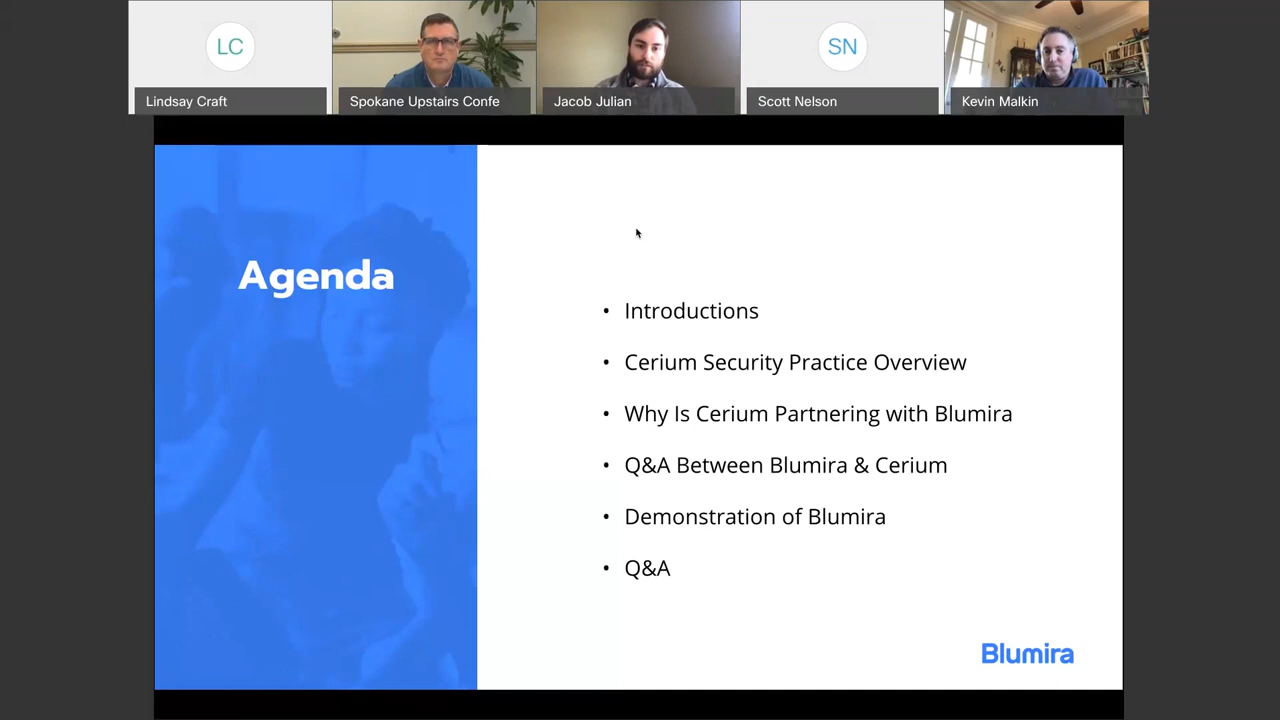 LC
SN
Lindsay Craft
Spokane Upstairs Confe
Jacob Julian
Scott Nelson
Kevin Malkin
Agenda
• Introductions
• Cerium Security Practice Overview
• Why Is Cerium Partnering with Blumira
• Q&A Between Blumira & Cerium
• Demonstration of Blumira
• Q&A
Blumira